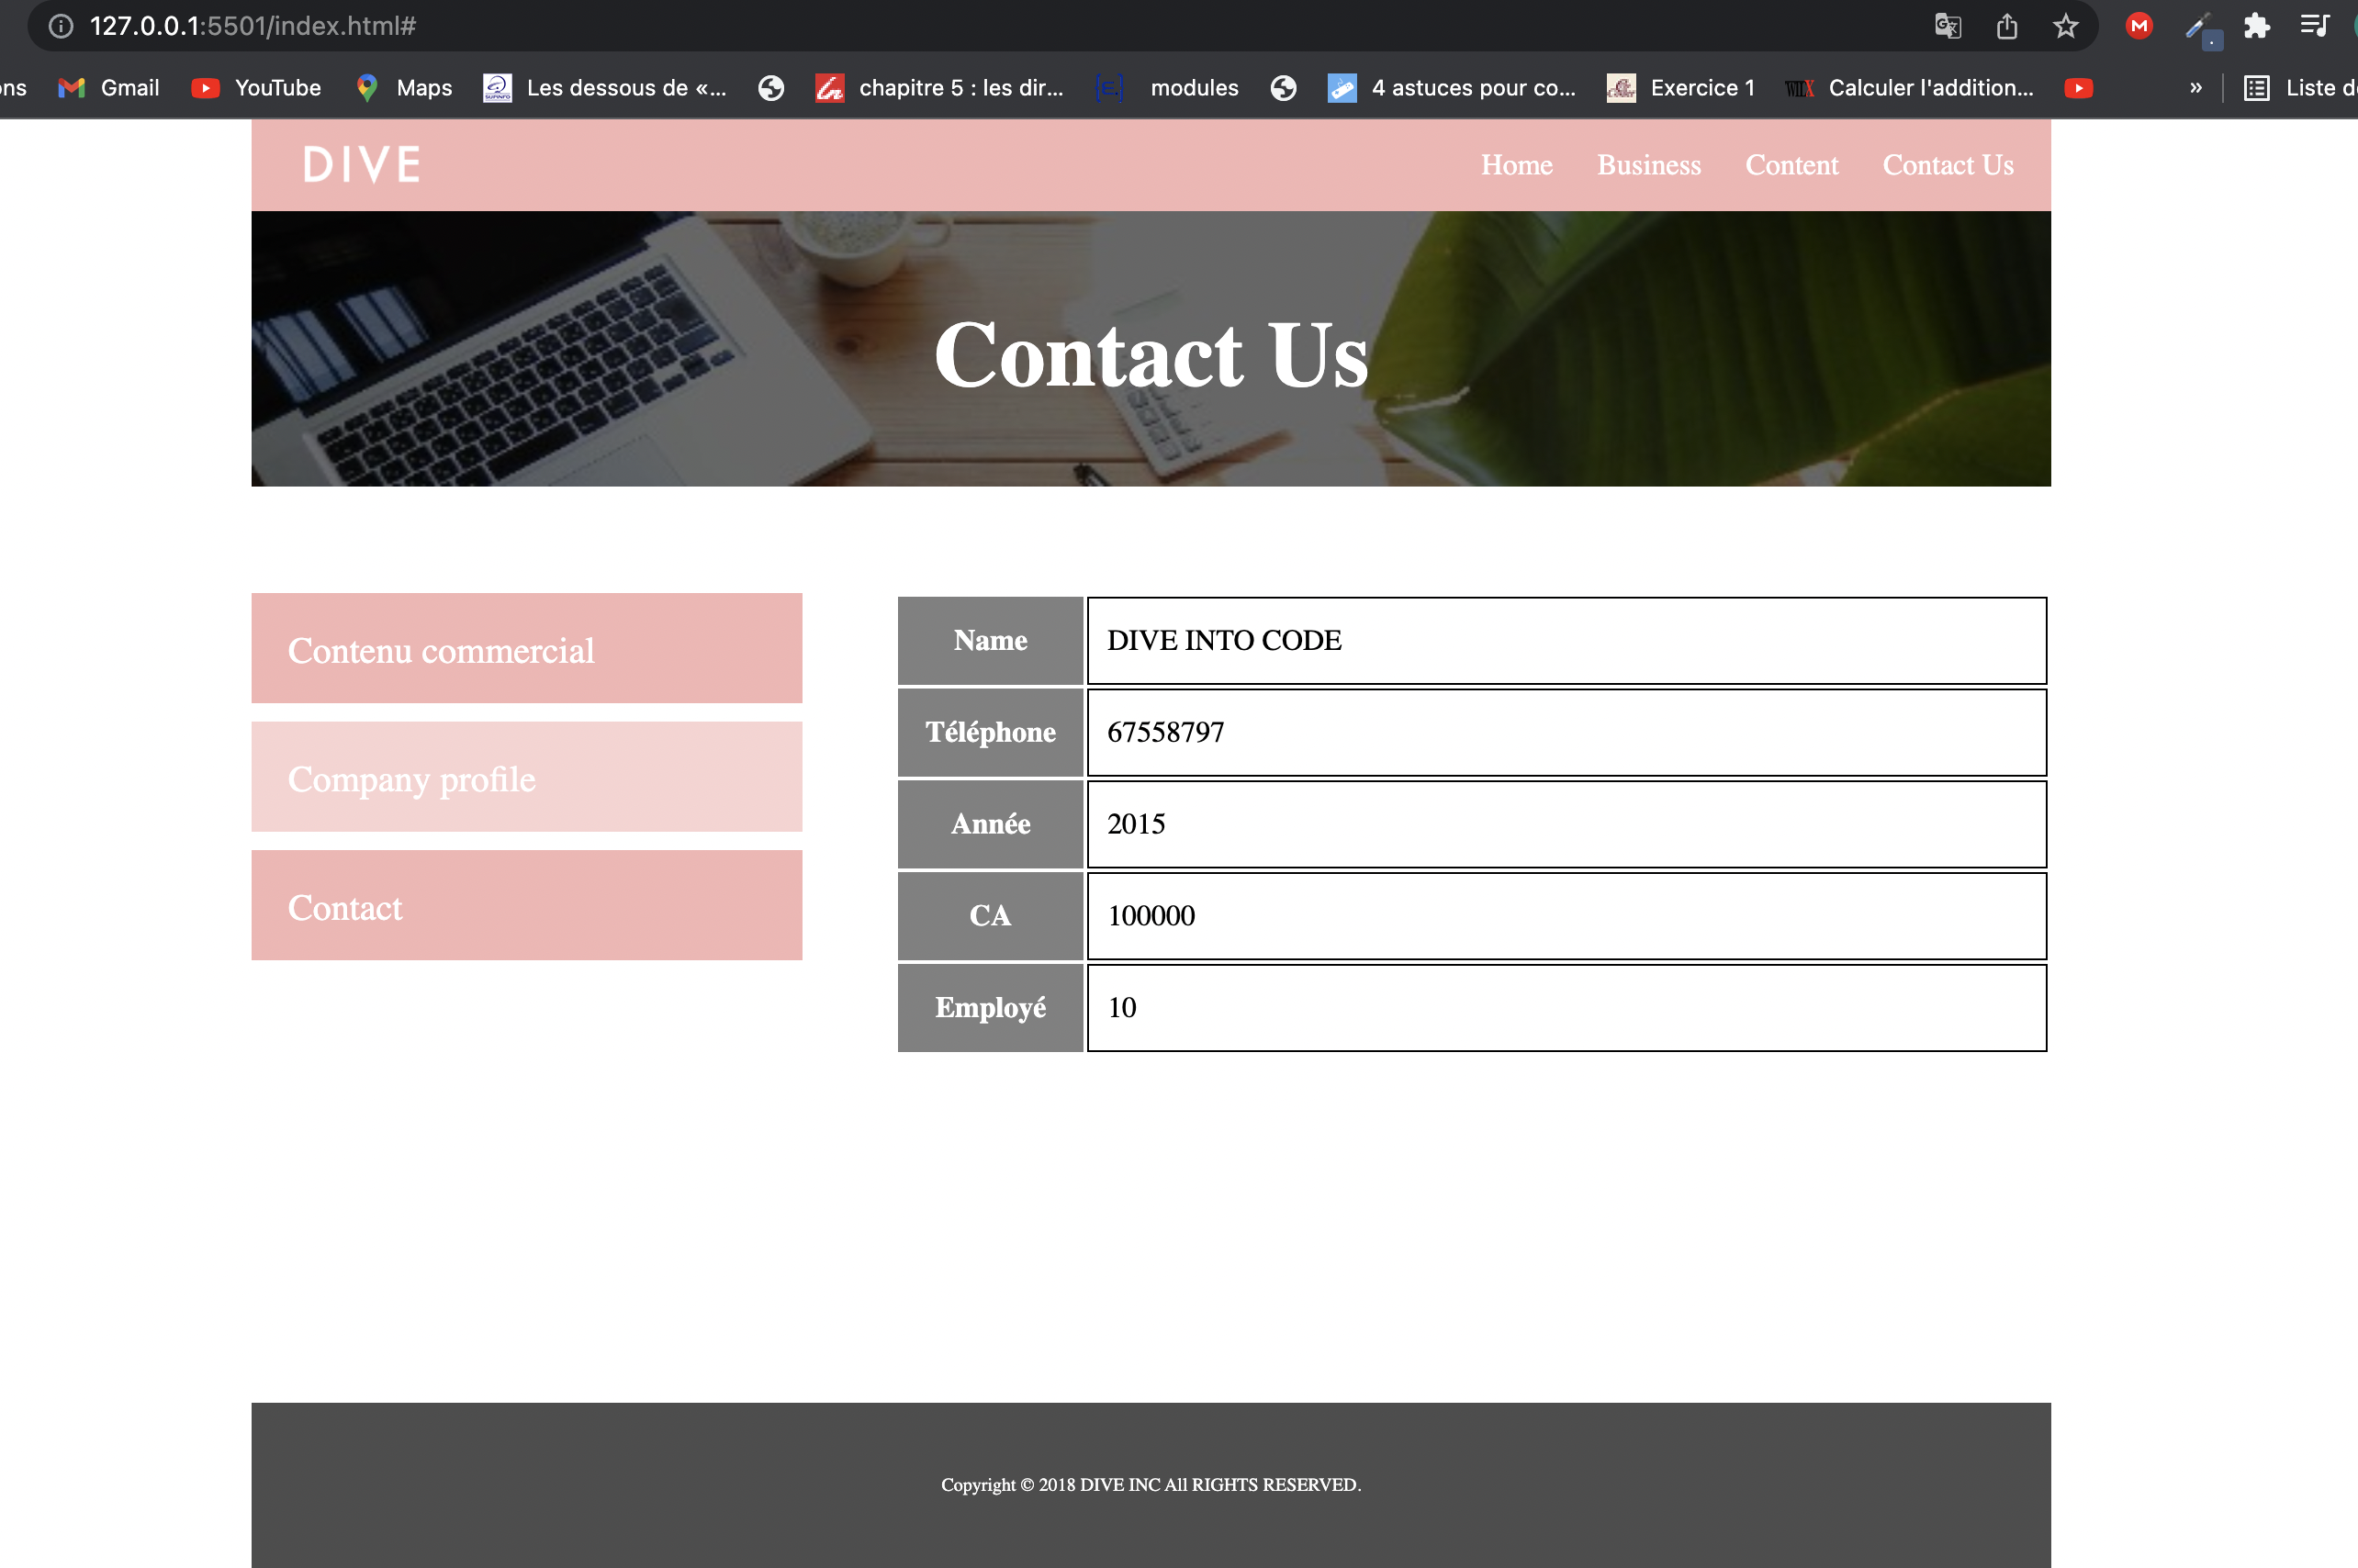 127.0.0.1:5501/index.html#
ons Gmail YouTube Maps Les dessous de «... chapitre 5 : les dir... [E.] modules 4 astuces pour co... Exercice 1 Calculer l'addition... » Liste de
DIVE
Home Business Content Contact Us
Contact Us
Contenu commercial
Company profile
Contact
Name DIVE INTO CODE
Téléphone 67558797
Année 2015
CA 100000
Employé 10
Copyright © 2018 DIVE INC All RIGHTS RESERVED.